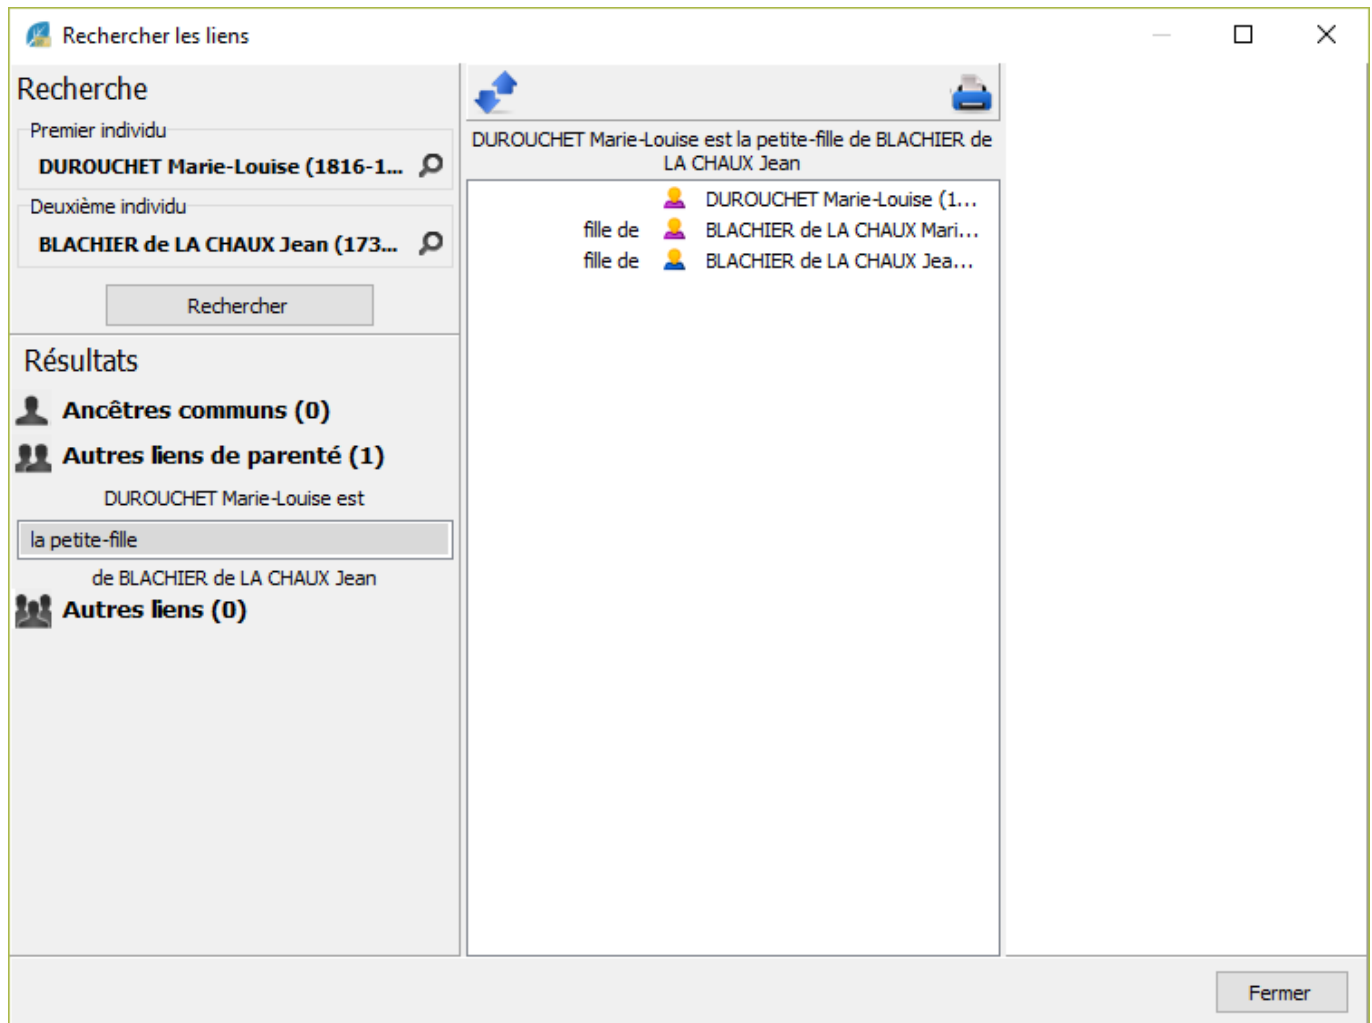 Rechercher les liens
Recherche
Premier individu
DUROUCHET Marie-Louise (1816-1...
Deuxième individu
BLACHIER de LA CHAUX Jean (173...
Rechercher
Résultats
Ancêtres communs (0)
Autres liens de parenté (1)
DUROUCHET Marie-Louise est
la petite-fille
de BLACHIER de LA CHAUX Jean
Autres liens (0)
DUROUCHET Marie-Louise est la petite-fille de BLACHIER de
LA CHAUX Jean
DUROUCHET Marie-Louise (1...
fille de BLACHIER de LA CHAUX Mari...
fille de BLACHIER de LA CHAUX Jea...
Fermer